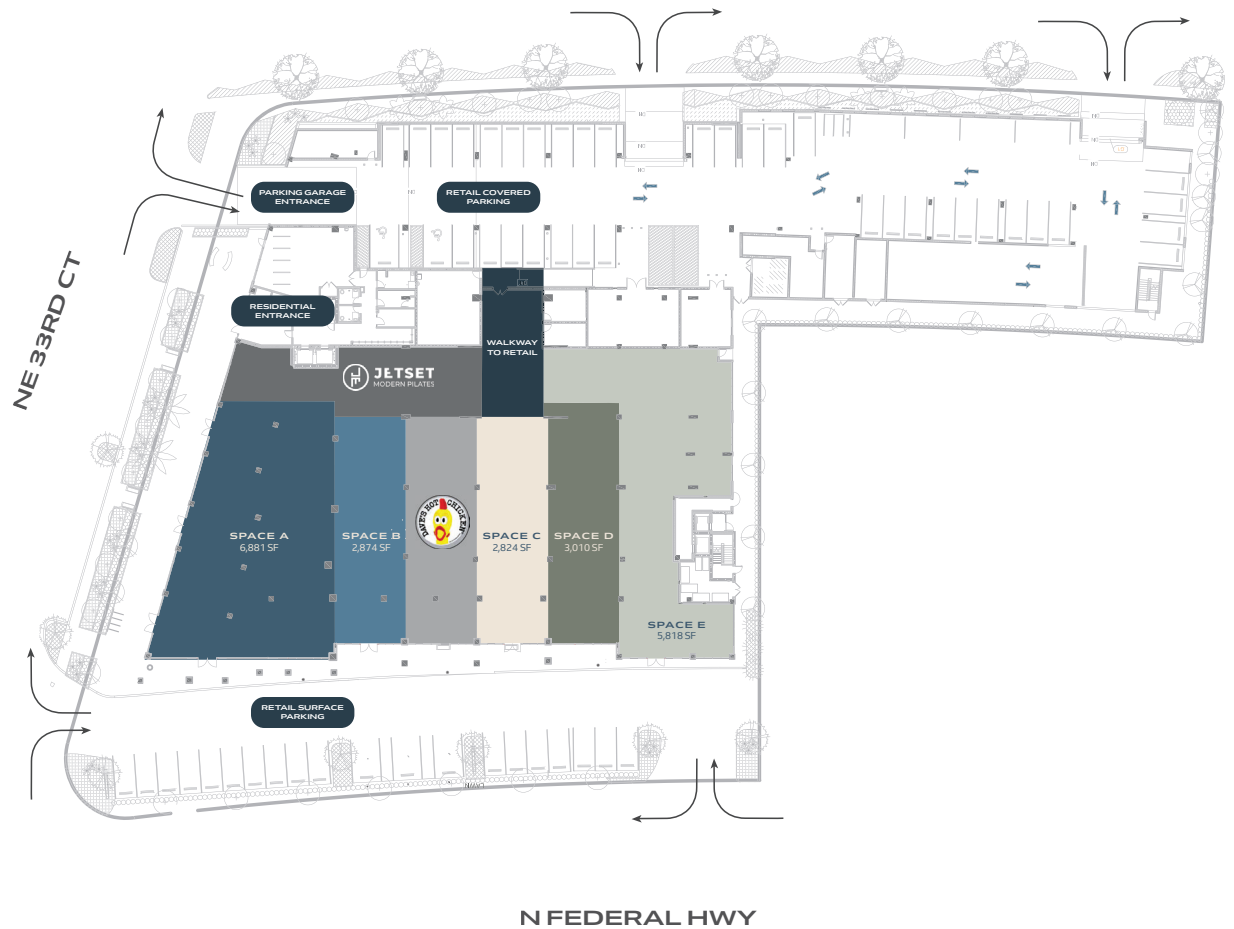 PARKING GARAGE
ENTRANCE
RETAIL COVERED
PARKING
NE 33RD CT
RESIDENTIAL
ENTRANCE
WALKWAY
TO RETAIL
JETSET
MODERN PILATES
DAVE'S HOT CHICKEN
SPACE A
6,881 SF
SPACE B
2,874 SF
SPACE C
2,824 SF
SPACE D
3,010 SF
SPACE E
5,818 SF
RETAIL SURFACE
PARKING
N FEDERAL HWY